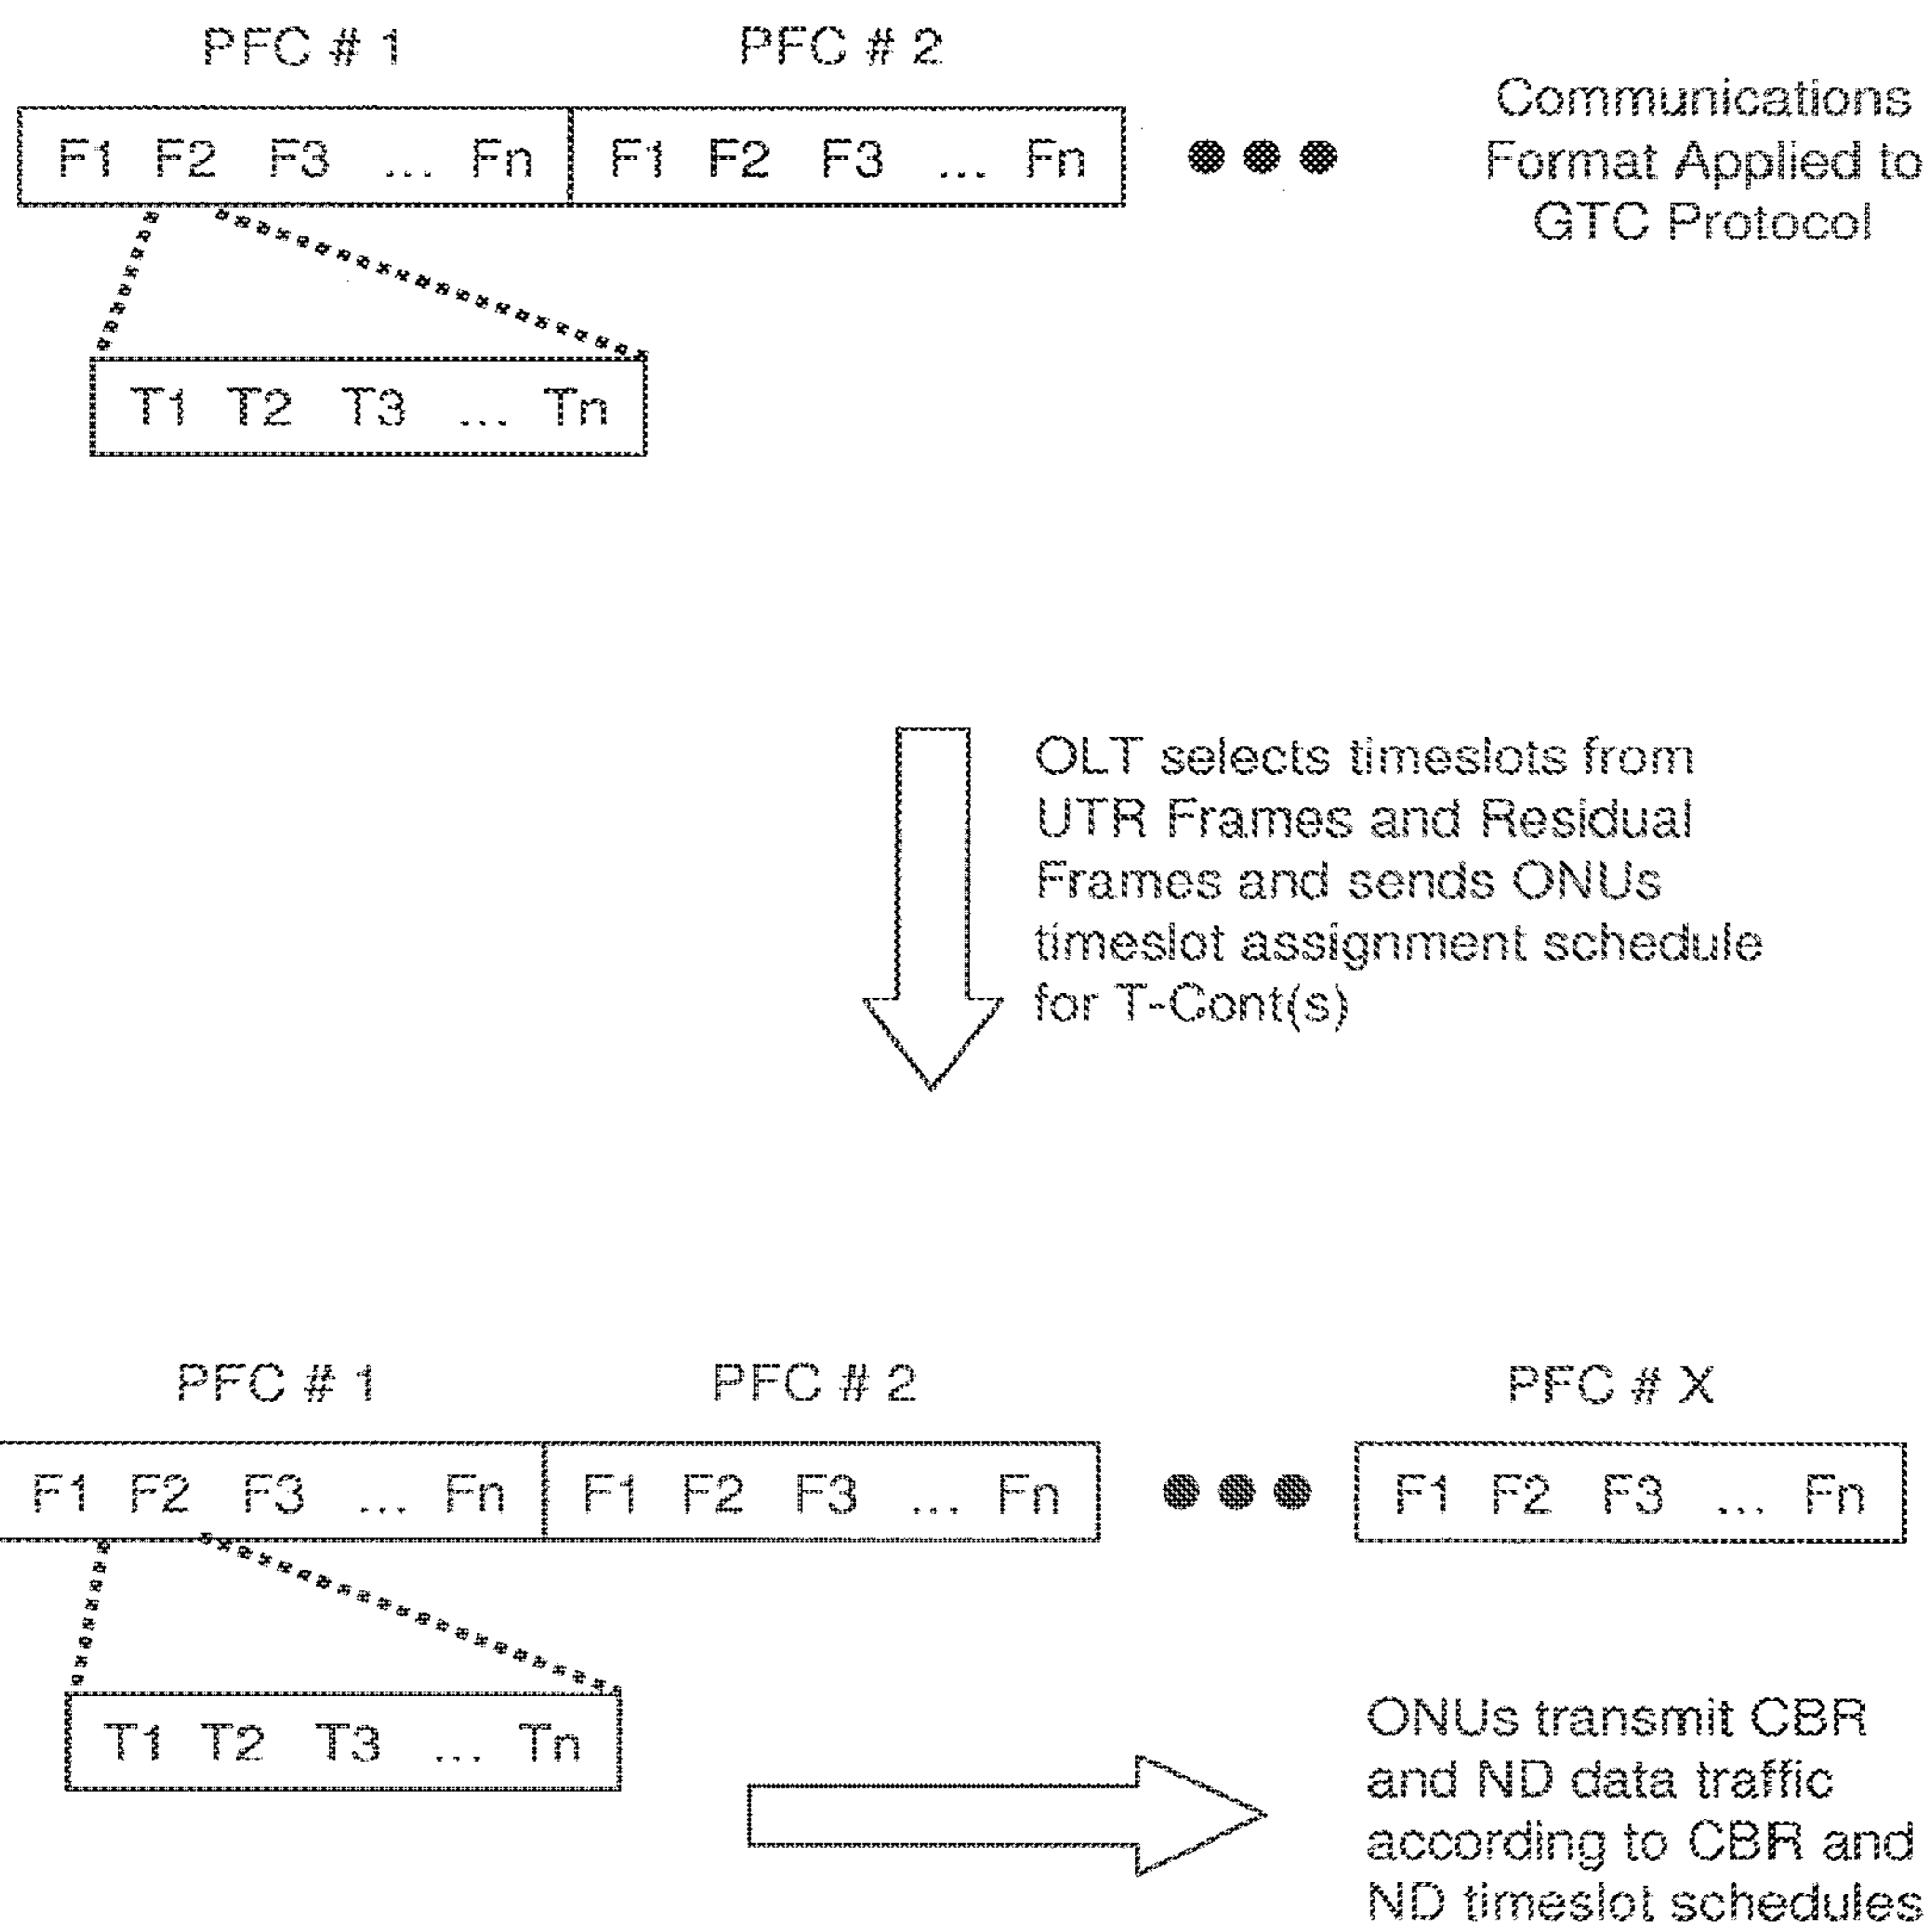 PFC # 1
PFC # 2
F1 F2 F3 ... Fn
F1 F2 F3 ... Fn
Communications
Format Applied to
GTC Protocol
T1 T2 T3 ... Tn
OLT selects timeslots from
UTR Frames and Residual
Frames and sends ONUs
timeslot assignment schedule
for T-Cont(s)
PFC # 1
PFC # 2
PFC # X
F1 F2 F3 ... Fn
F1 F2 F3 ... Fn
F1 F2 F3 ... Fn
T1 T2 T3 ... Tn
ONUs transmit CBR
and ND data traffic
according to CBR and
ND timeslot schedules